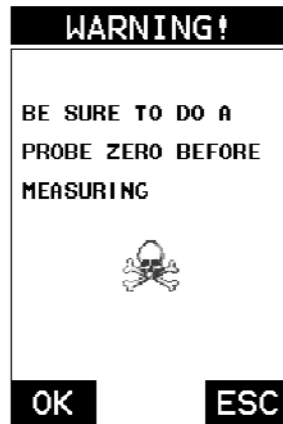 WARNING!
BE SURE TO DO A
PROBE ZERO BEFORE
MEASURING
OK ESC